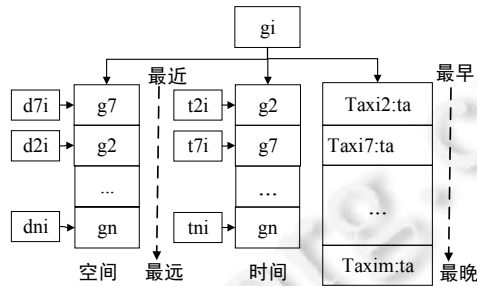 gi
最近
最早
d7i g7 t2i g2 Taxi2:ta
d2i g2 t7i g7 Taxi7:ta
... ... ...
dni gn tni gn Taxim:ta
空间 最远 时间 最晚